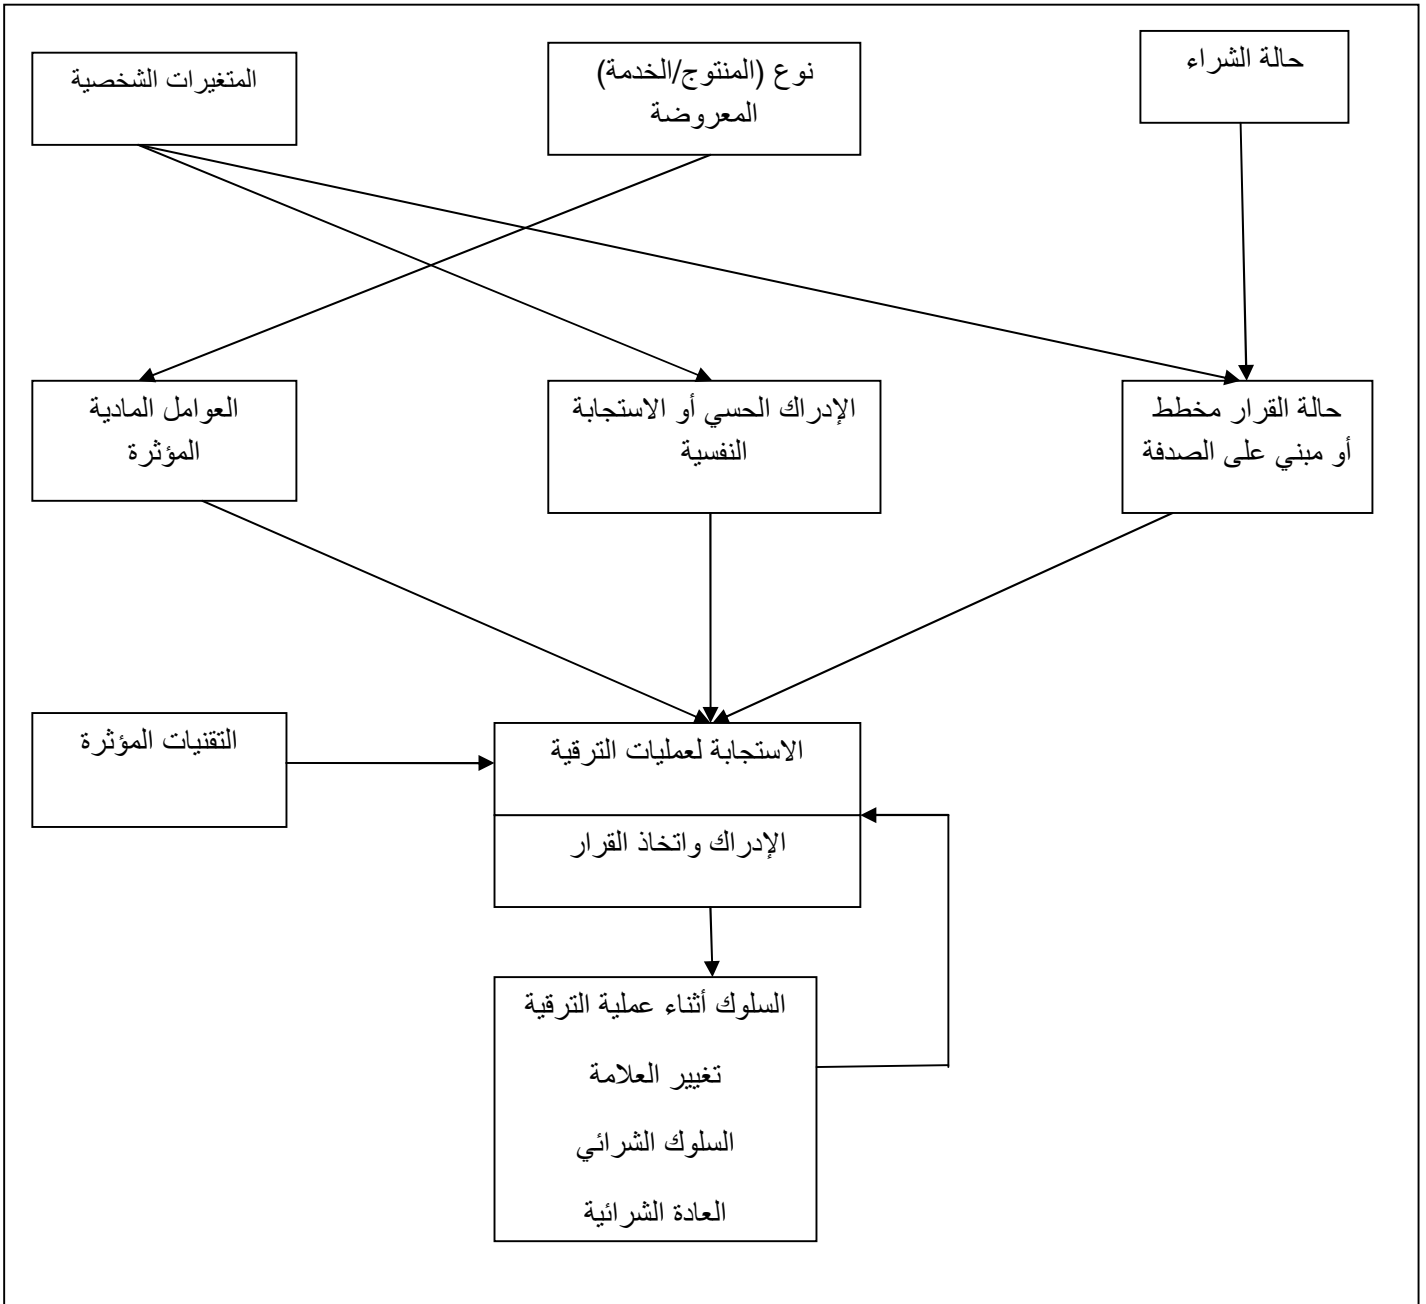 حالة الشراء
نوع (المنتوج/الخدمة)
المعروضة
المتغيرات الشخصية
حالة القرار مخطط
أو مبني على الصدفة
الإدراك الحسي أو الاستجابة
النفسية
العوامل المادية
المؤثرة
الاستجابة لعمليات الترقية
التقنيات المؤثرة
الإدراك واتخاذ القرار
السلوك أثناء عملية الترقية
تغيير العلامة
السلوك الشرائي
العادة الشرائية